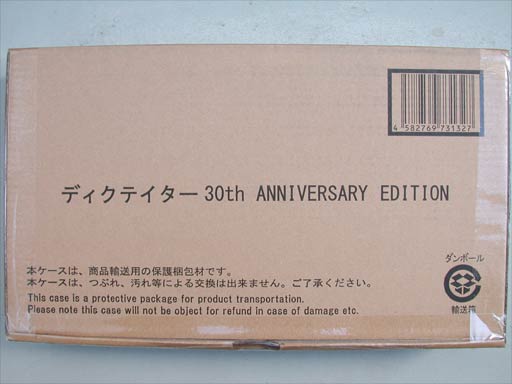 4 582769 731327
ディクテイター 30th ANNIVERSARY EDITION
本ケースは、商品輸送用の保護梱包材です。
本ケースは、つぶれ、汚れ等による交換は出来ません。ご了承ください。
This case is a protective package for product transportation.
Please note this case will not be object for refund in case of damage etc.
ダンボール
輸送箱